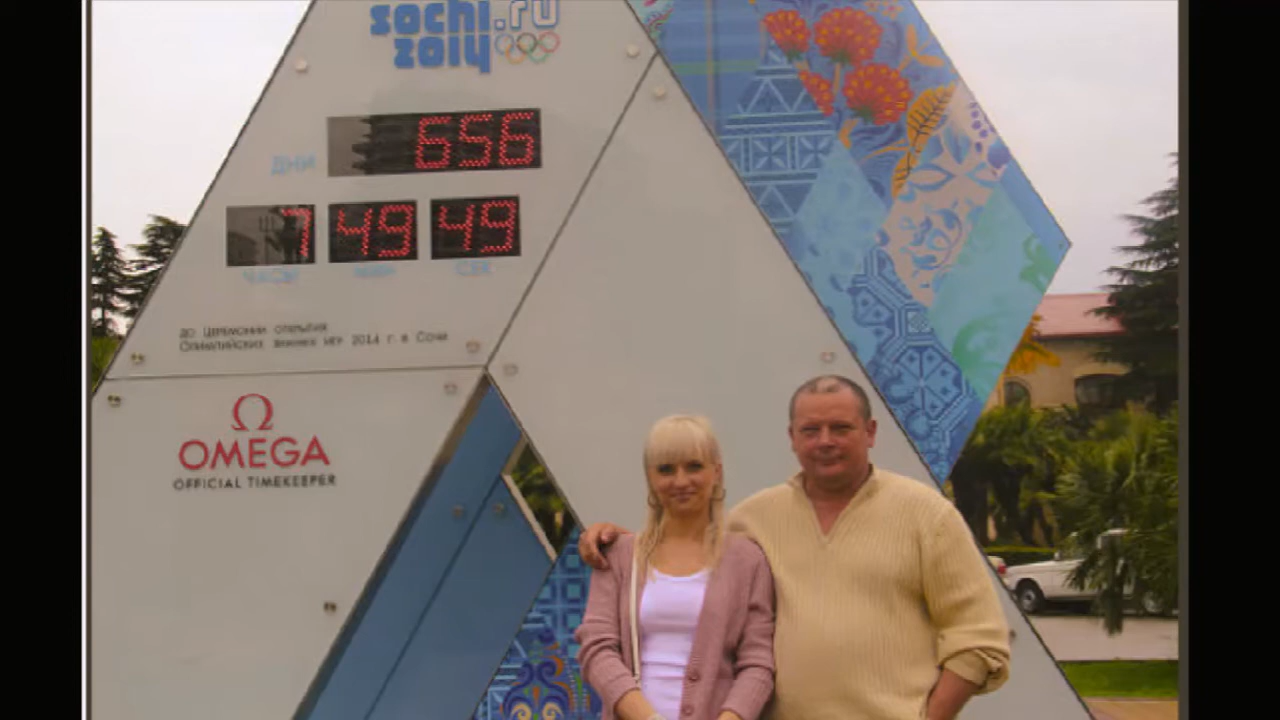 sochi.ru
2014
ДНИ 656
7 49 49
ЧАСЫ МИН СЕК
ДО ЦЕРЕМОНИИ ОТКРЫТИЯ
ОЛИМПИЙСКИХ ЗИМНИХ ИГР 2014 Г. В СОЧИ
Ω
OMEGA
OFFICIAL TIMEKEEPER